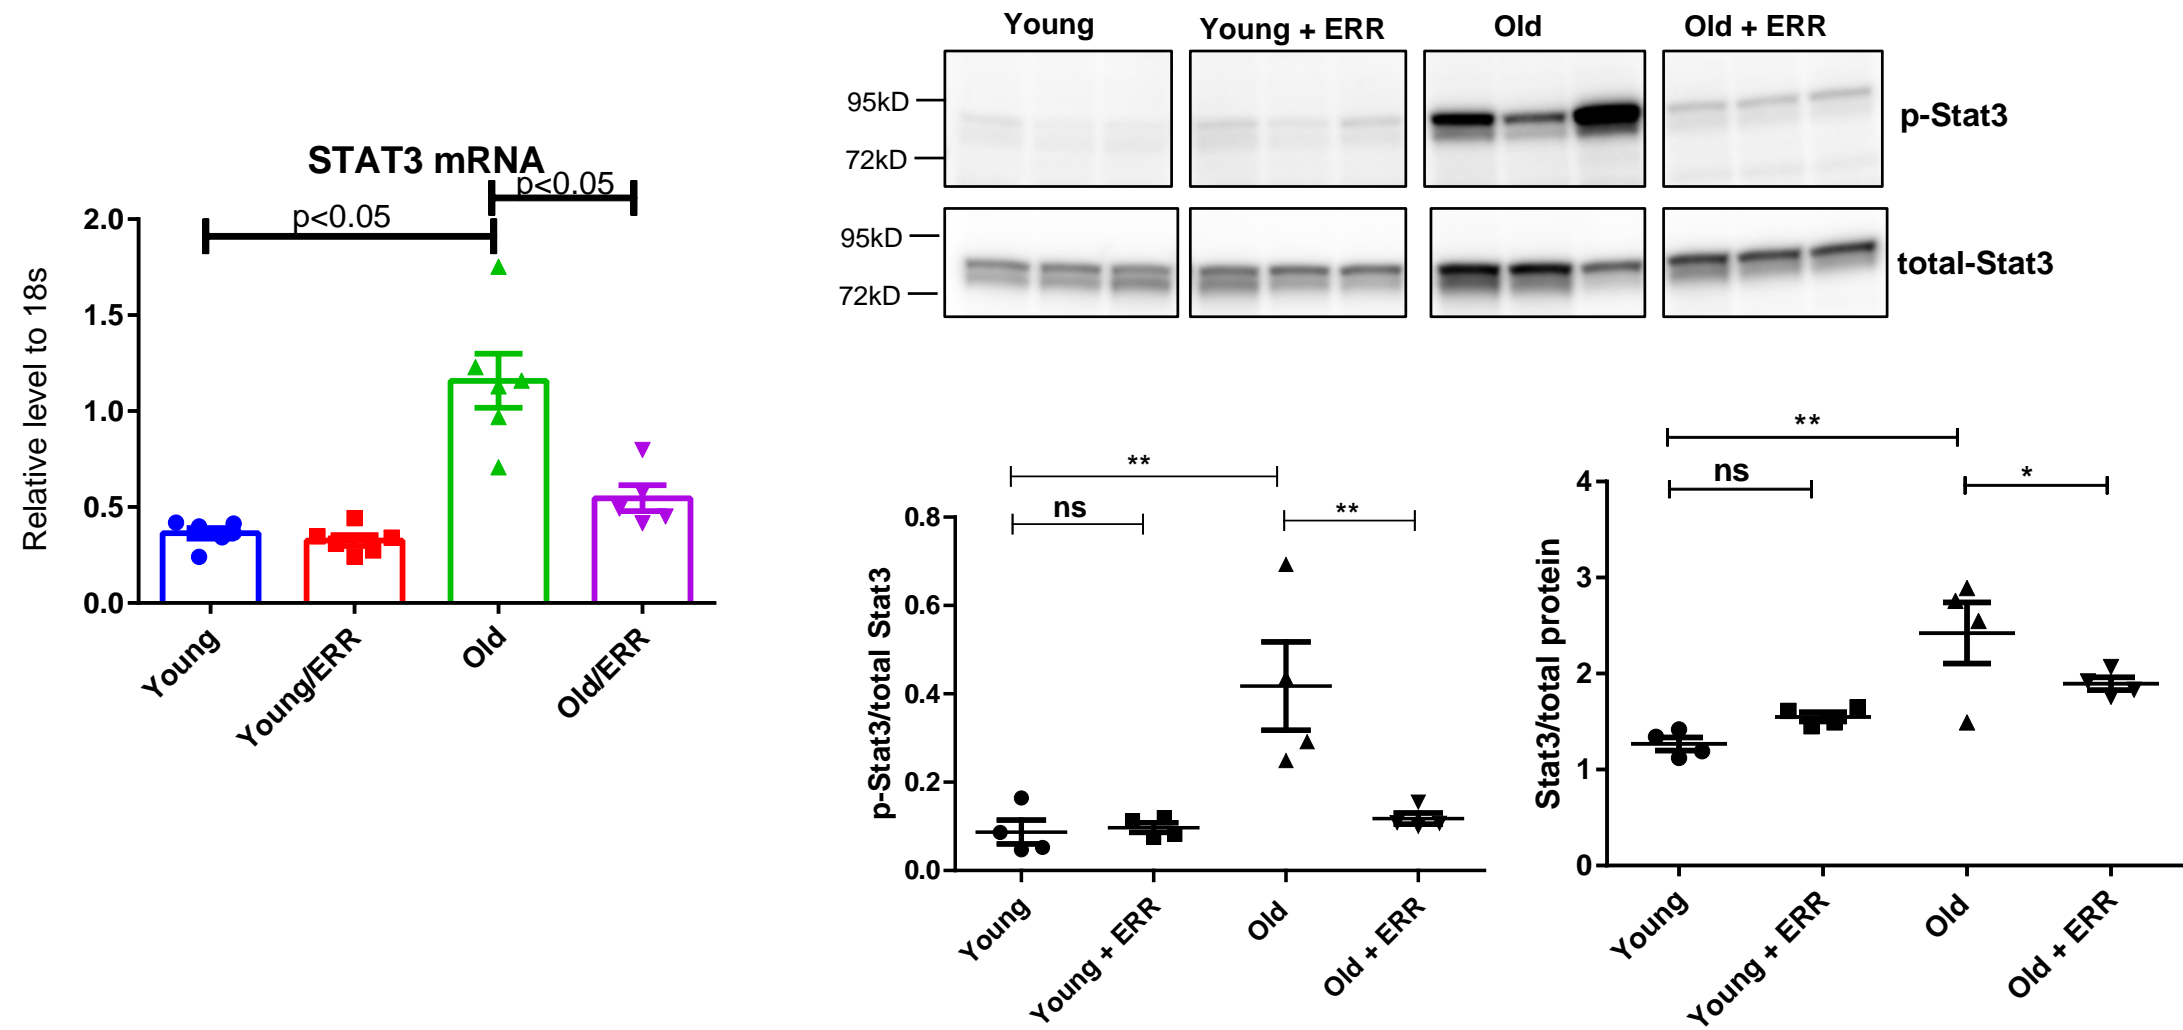 STAT3 mRNA
p<0.05
p<0.05
Relative level to 18s
2.0
1.5
1.0
0.5
0.0
Young
Young/ERR
Old
Old/ERR
Young
Young + ERR
Old
Old + ERR
95kD
72kD
p-Stat3
95kD
72kD
total-Stat3
**
ns
**
p-Stat3/total Stat3
0.8
0.6
0.4
0.2
0.0
Young
Young + ERR
Old
Old + ERR
**
ns
*
Stat3/total protein
4
3
2
1
0
Young
Young + ERR
Old
Old + ERR